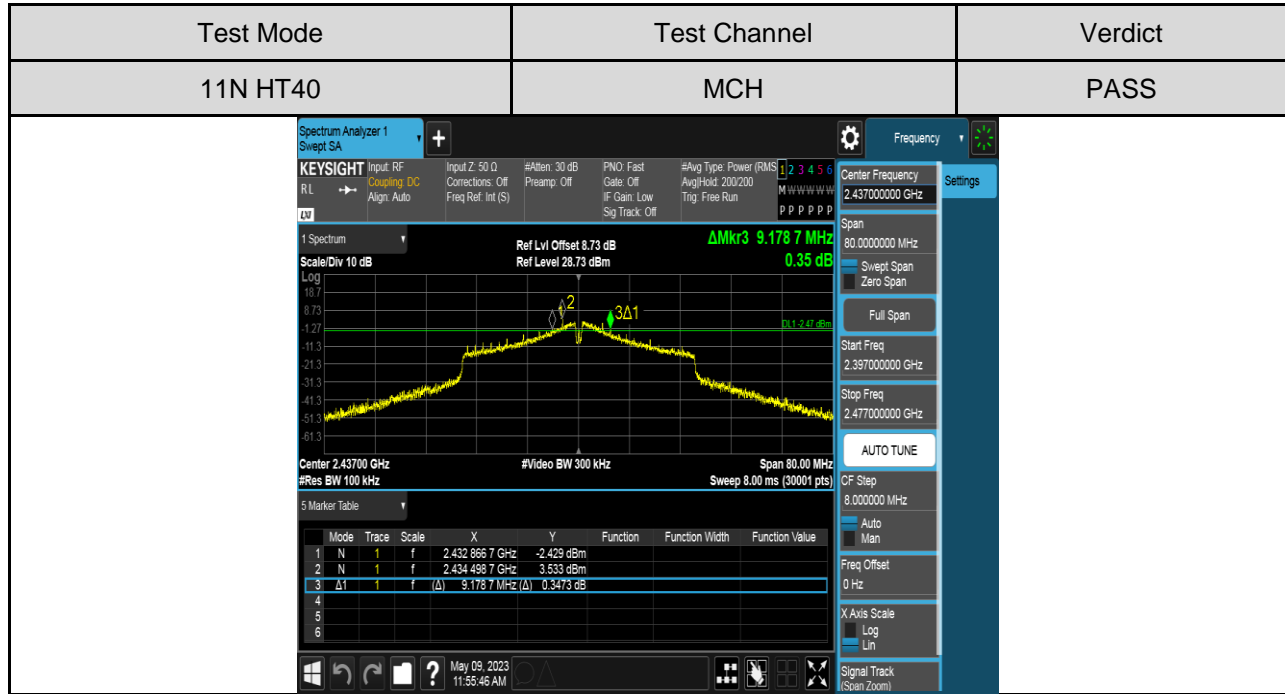 Test Mode Test Channel Verdict
11N HT40 MCH PASS
Spectrum Analyzer 1
Swept SA
+
Frequency
KEYSIGHT Input: RF Input Z: 50 Ω #Atten: 30 dB PNO: Fast #Avg Type: Power (RMS 1 2 3 4 5 6
RL Coupling: DC Corrections: Off Preamp: Off Gate: Off Avg|Hold: 200/200 M W W W W W
Align: Auto Freq Ref: Int (S) IF Gain: Low Trig: Free Run
LXI Sig Track: Off P P P P P P
Center Frequency
2.437000000 GHz
Settings
1 Spectrum
Ref Lvl Offset 8.73 dB
ΔMkr3 9.178 7 MHz
Scale/Div 10 dB Ref Level 28.73 dBm 0.35 dB
Log
18.7
8.73
-1.27
-11.3
-21.3
-31.3
-41.3
-51.3
-61.3
2
3Δ1
DL1 -2.47 dBm
Center 2.43700 GHz #Video BW 300 kHz Span 80.00 MHz
#Res BW 100 kHz Sweep 8.00 ms (30001 pts)
Span
80.0000000 MHz
Swept Span
Zero Span
Full Span
Start Freq
2.397000000 GHz
Stop Freq
2.477000000 GHz
AUTO TUNE
CF Step
8.000000 MHz
Auto
Man
Freq Offset
0 Hz
X Axis Scale
Log
Lin
Signal Track
(Span Zoom)
5 Marker Table
Mode Trace Scale X Y Function Function Width Function Value
1 N 1 f 2.432 866 7 GHz -2.429 dBm
2 N 1 f 2.434 498 7 GHz 3.533 dBm
3 Δ1 1 f (Δ) 9.178 7 MHz (Δ) 0.3473 dB
4
5
6
?
May 09, 2023
11:55:46 AM